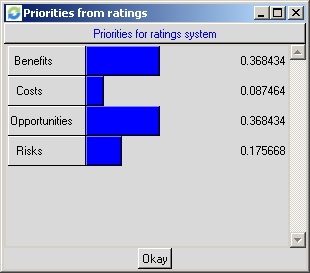 Priorities from ratings
Priorities for ratings system
Benefits 0.368434
Costs 0.087464
Opportunities 0.368434
Risks 0.175668
Okay